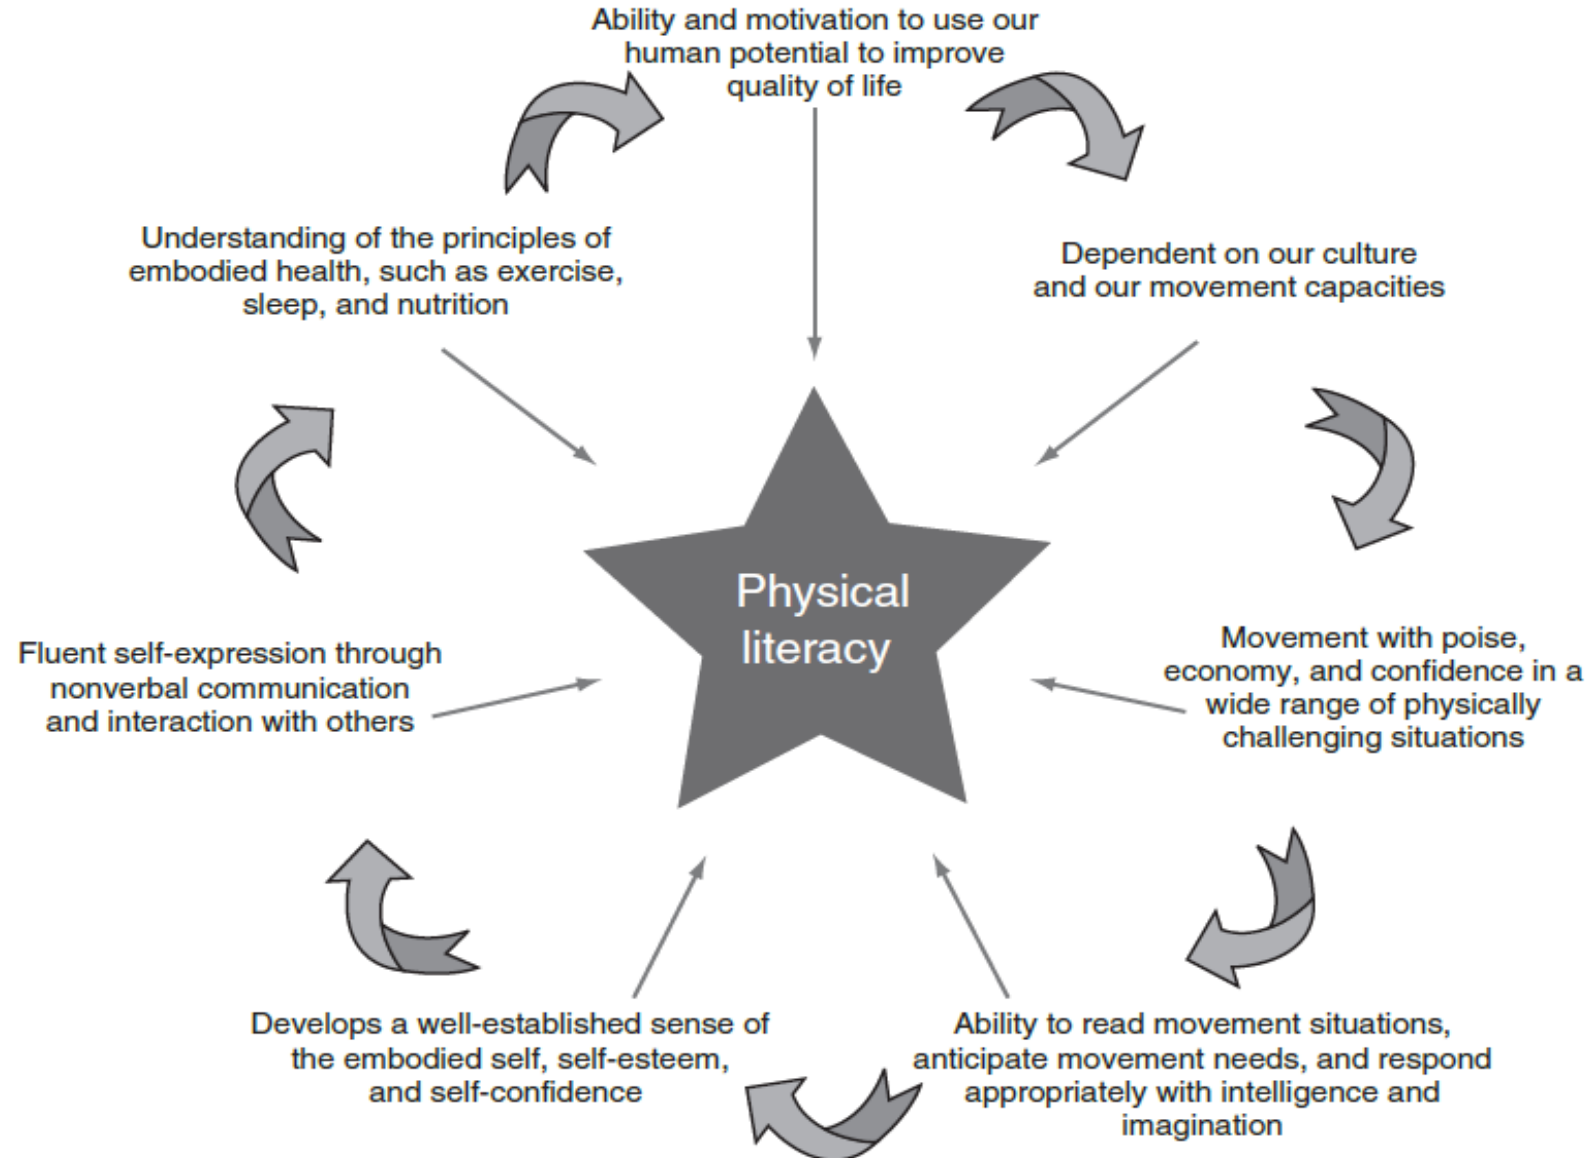 Ability and motivation to use our
human potential to improve
quality of life
Dependent on our culture
and our movement capacities
Movement with poise,
economy, and confidence in a
wide range of physically
challenging situations
Ability to read movement situations,
anticipate movement needs, and respond
appropriately with intelligence and
imagination
Develops a well-established sense of
the embodied self, self-esteem,
and self-confidence
Fluent self-expression through
nonverbal communication
and interaction with others
Understanding of the principles of
embodied health, such as exercise,
sleep, and nutrition
Physical
literacy